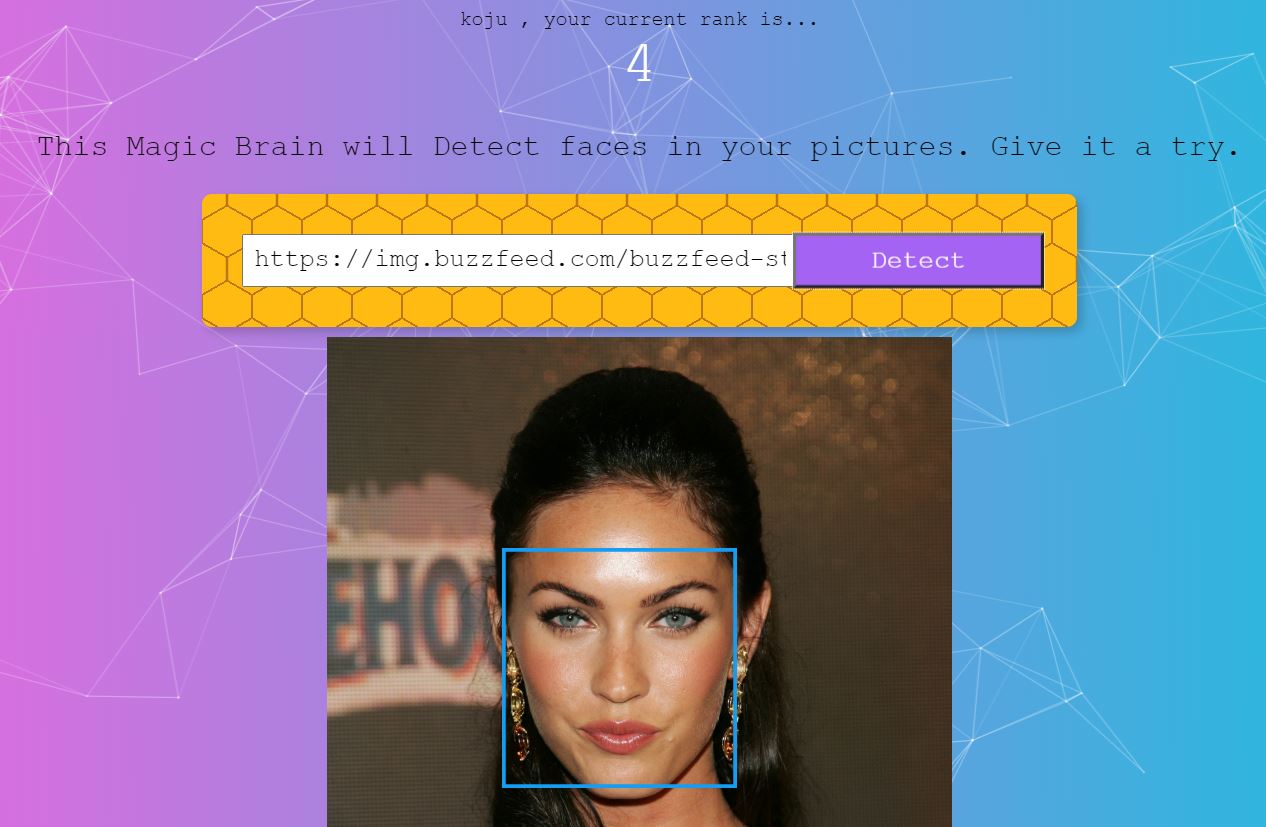 koju , your current rank is...
4
This Magic Brain will Detect faces in your pictures. Give it a try.
https://img.buzzfeed.com/buzzfeed-st
Detect
EHO